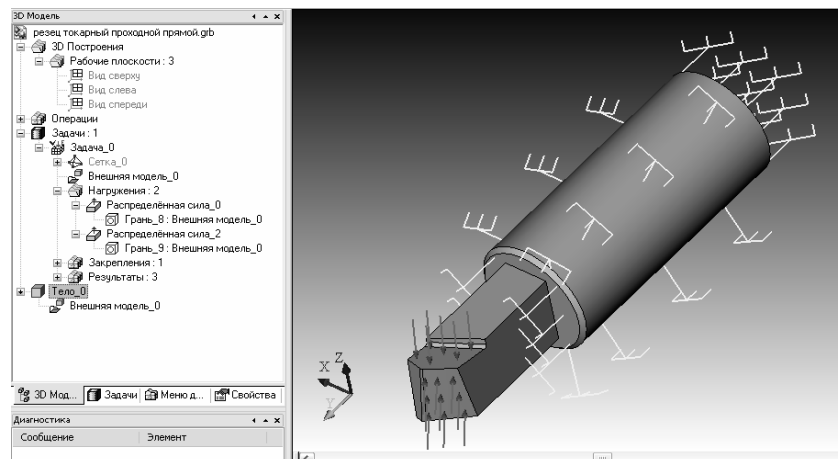 3D Модель
резец токарный проходной прямой.grb
3D Построения
Рабочие плоскости : 3
Вид сверху
Вид слева
Вид спереди
Операции
Задачи : 1
Задача_0
Сетка_0
Внешняя модель_0
Нагружения : 2
Распределённая сила_0
Грань_8 : Внешняя модель_0
Распределённая сила_2
Грань_9 : Внешняя модель_0
Закрепления : 1
Результаты : 3
Тело_0
Внешняя модель_0
X Z
Y
3D Мод... Задачи Меню д... Свойства
Диагностика
Сообщение Элемент